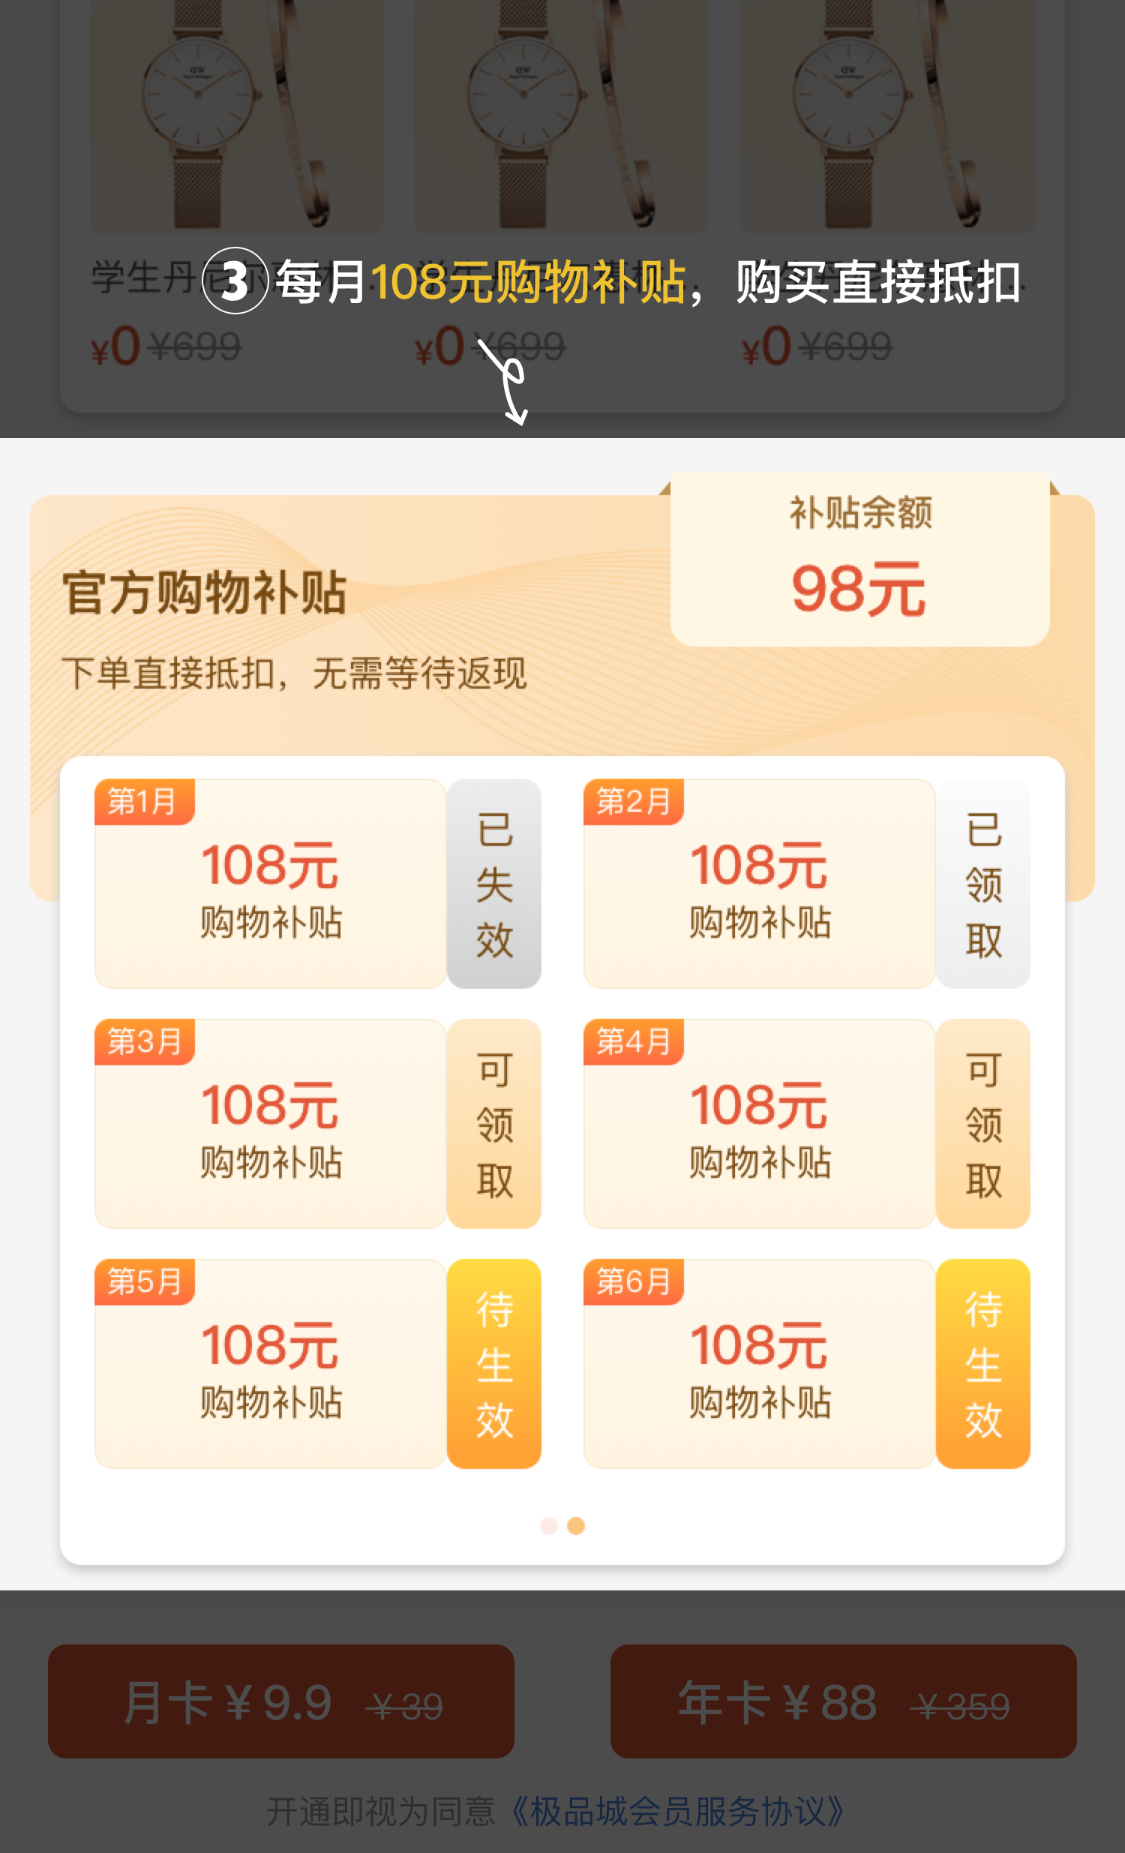 ③每月108元购物补贴，购买直接抵扣
¥0 ¥699
¥0 ¥699
¥0 ¥699
补贴余额
98元
官方购物补贴
下单直接抵扣，无需等待返现
第1月
108元
购物补贴
已失效
第2月
108元
购物补贴
已领取
第3月
108元
购物补贴
可领取
第4月
108元
购物补贴
可领取
第5月
108元
购物补贴
待生效
第6月
108元
购物补贴
待生效
月卡¥9.9 ¥39
年卡¥88 ¥359
开通即视为同意《极品城会员服务协议》